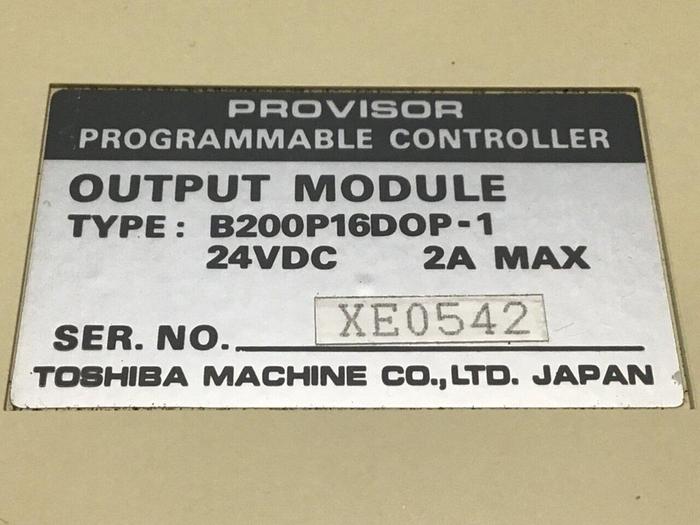 PROVISOR
PROGRAMMABLE CONTROLLER
OUTPUT MODULE
TYPE: B200P16DOP-1
24VDC 2A MAX
SER. NO. XE0542
TOSHIBA MACHINE CO.,LTD. JAPAN